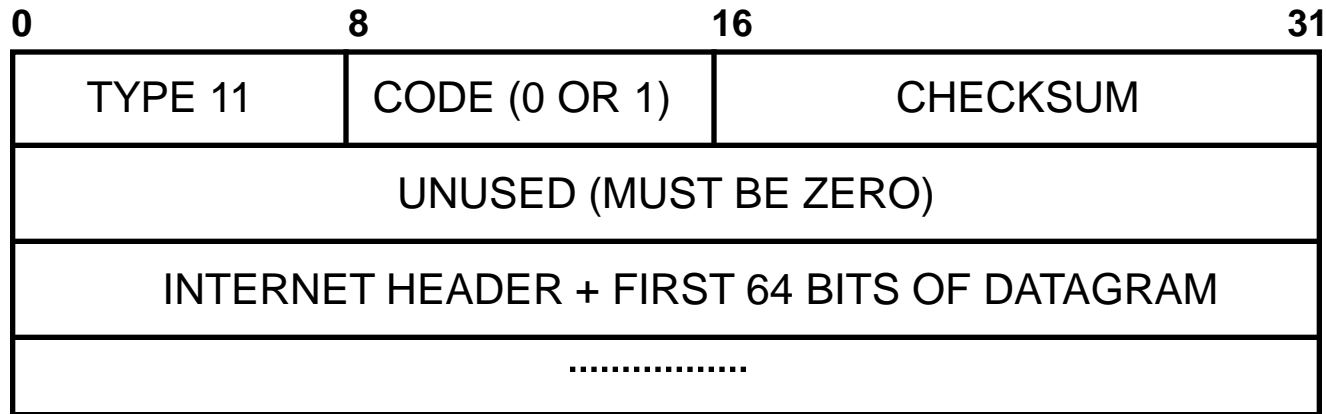 0 8 16 31
TYPE 11 CODE (0 OR 1) CHECKSUM
UNUSED (MUST BE ZERO)
INTERNET HEADER + FIRST 64 BITS OF DATAGRAM
.................